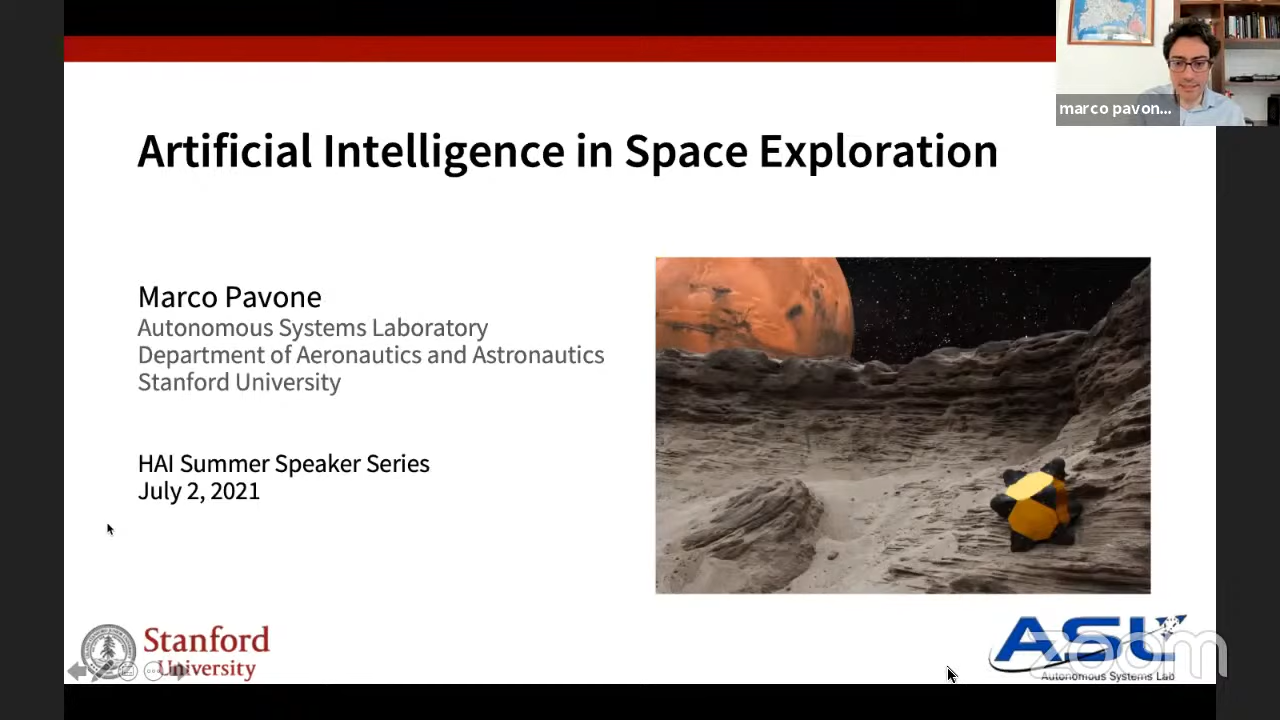 marco pavon...
Artificial Intelligence in Space Exploration
Marco Pavone
Autonomous Systems Laboratory
Department of Aeronautics and Astronautics
Stanford University
HAI Summer Speaker Series
July 2, 2021
Stanford
University
ASL
zoom
Autonomous Systems Lab